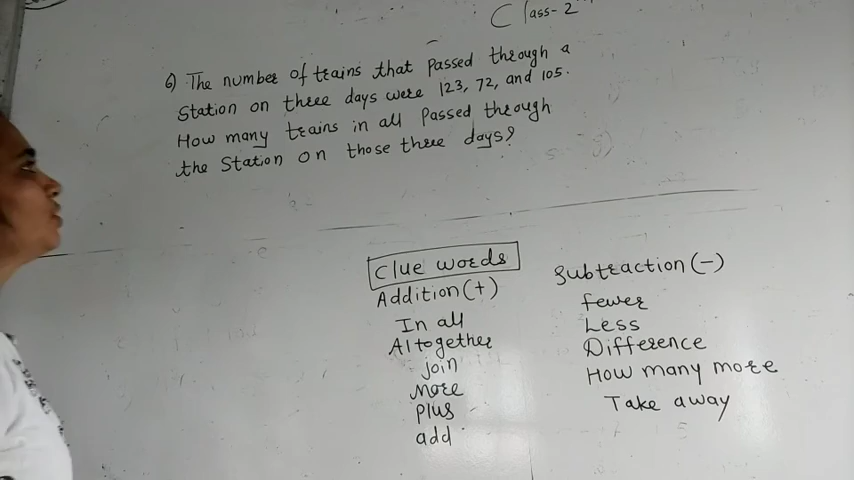 Class-2
6) The number of trains that passed through a
Station on three days were 123, 72, and 105.
How many trains in all passed through
the Station on those there days?
Clue words
Addition (+)
In all
Altogether
join
More
plus
add
Subtraction (-)
fewer
Less
Difference
How many more
Take away